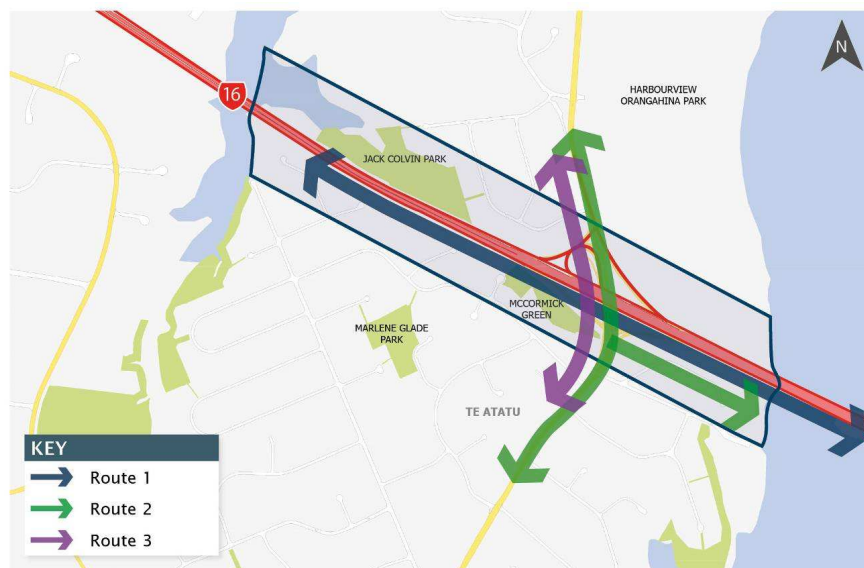 N
16
HARBOURVIEW
ORANGAHINA PARK
JACK COLVIN PARK
MCCORMICK
GREEN
MARLENE GLADE
PARK
TE ATATU
KEY
Route 1
Route 2
Route 3